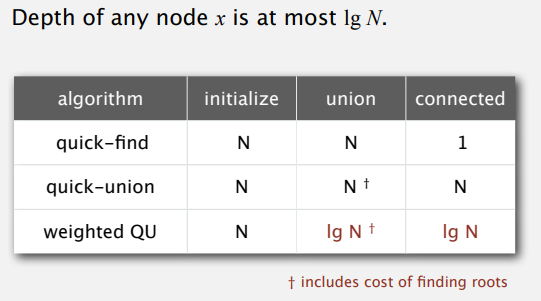 Depth of any node x is at most lg N.
algorithm initialize union connected
quick-find N N 1
quick-union N N † N
weighted QU N lg N † lg N
† includes cost of finding roots